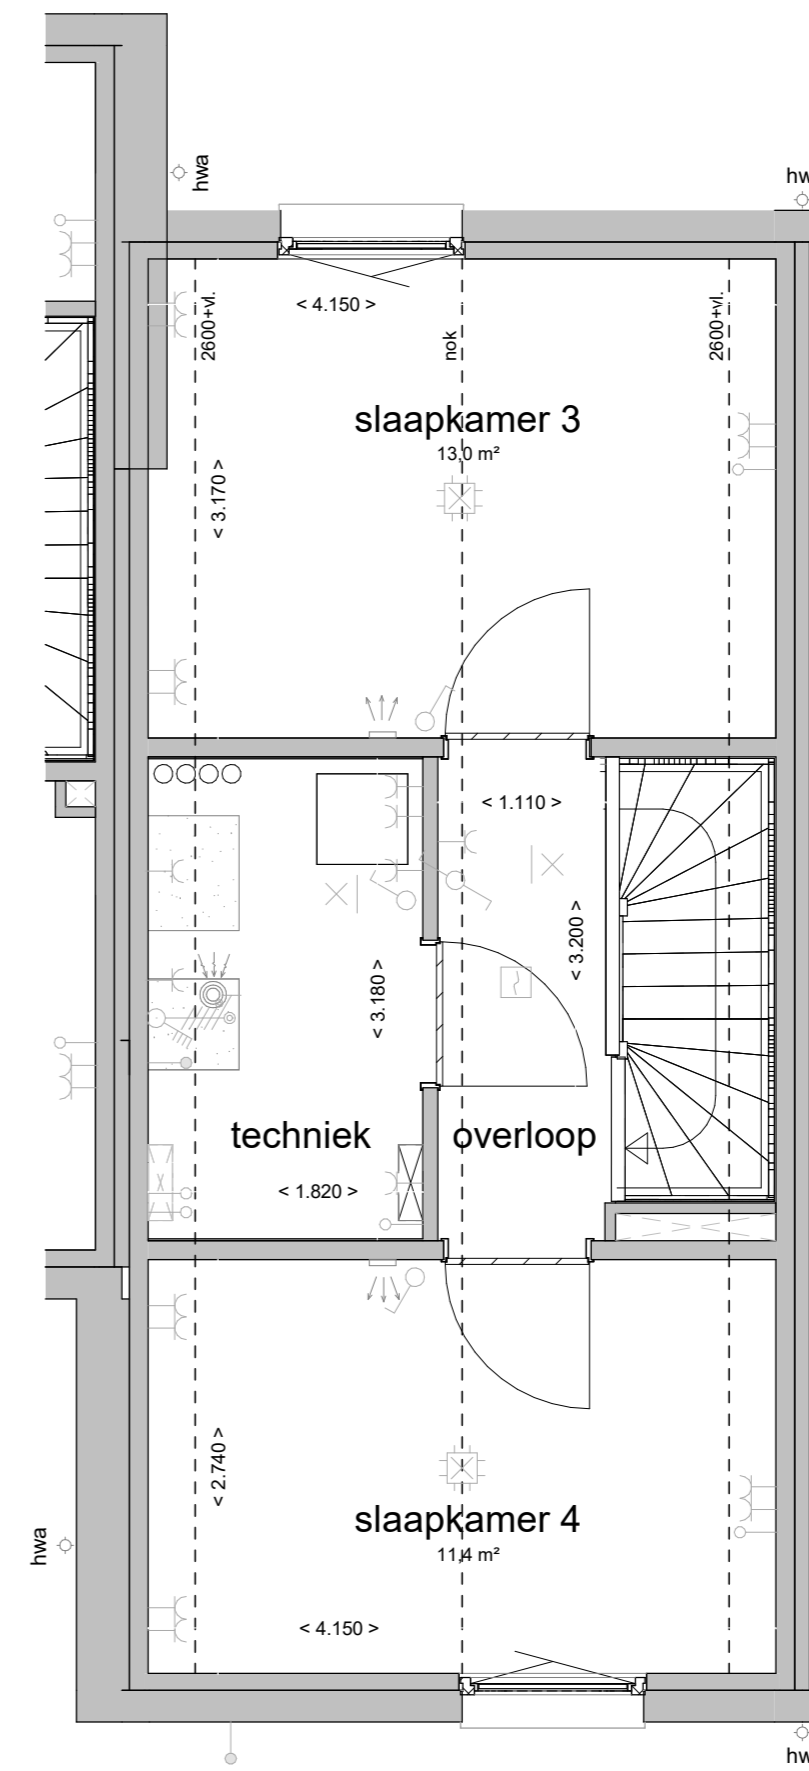 hwa
hw
< 4.150 >
2600+vl.
nok
2600+vl.
slaapkamer 3
13,0 m²
< 3.170 >
< 1.110 >
< 3.200 >
< 3.180 >
techniek
overloop
< 1.820 >
< 2.740 >
slaapkamer 4
11,4 m²
hwa
< 4.150 >
hw